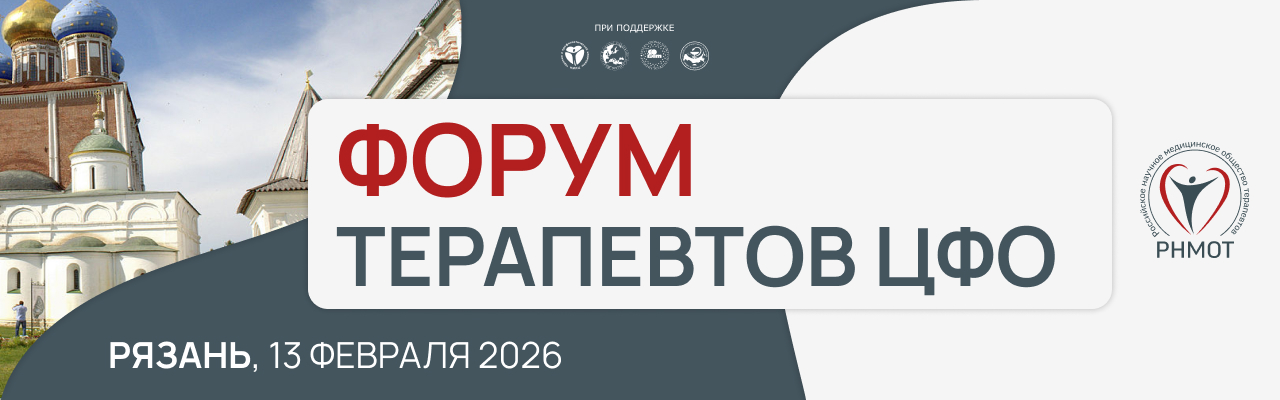 ПРИ ПОДДЕРЖКЕ
ФОРУМ
ТЕРАПЕВТОВ ЦФО
Российское научное медицинское общество терапевтов
РНМОТ
РЯЗАНЬ, 13 ФЕВРАЛЯ 2026